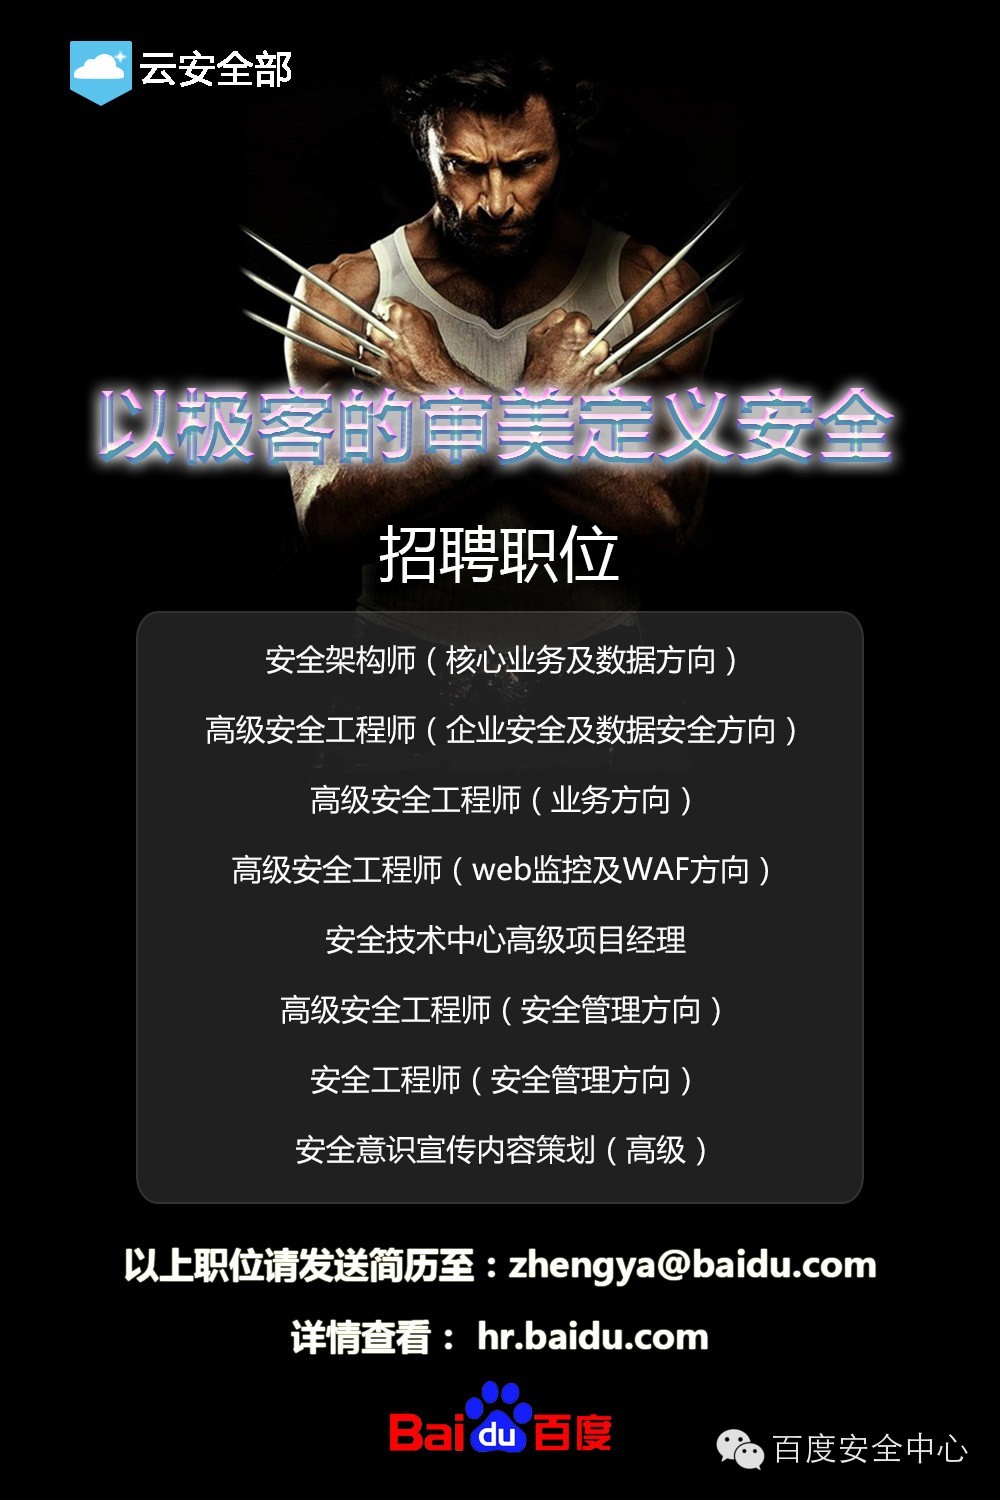 云安全部
以极客的审美定义安全
招聘职位
安全架构师（核心业务及数据方向）
高级安全工程师（企业安全及数据安全方向）
高级安全工程师（业务方向）
高级安全工程师（web监控及WAF方向）
安全技术中心高级项目经理
高级安全工程师（安全管理方向）
安全工程师（安全管理方向）
安全意识宣传内容策划（高级）
以上职位请发送简历至：zhengya@baidu.com
详情查看： hr.baidu.com
Baidu百度
百度安全中心